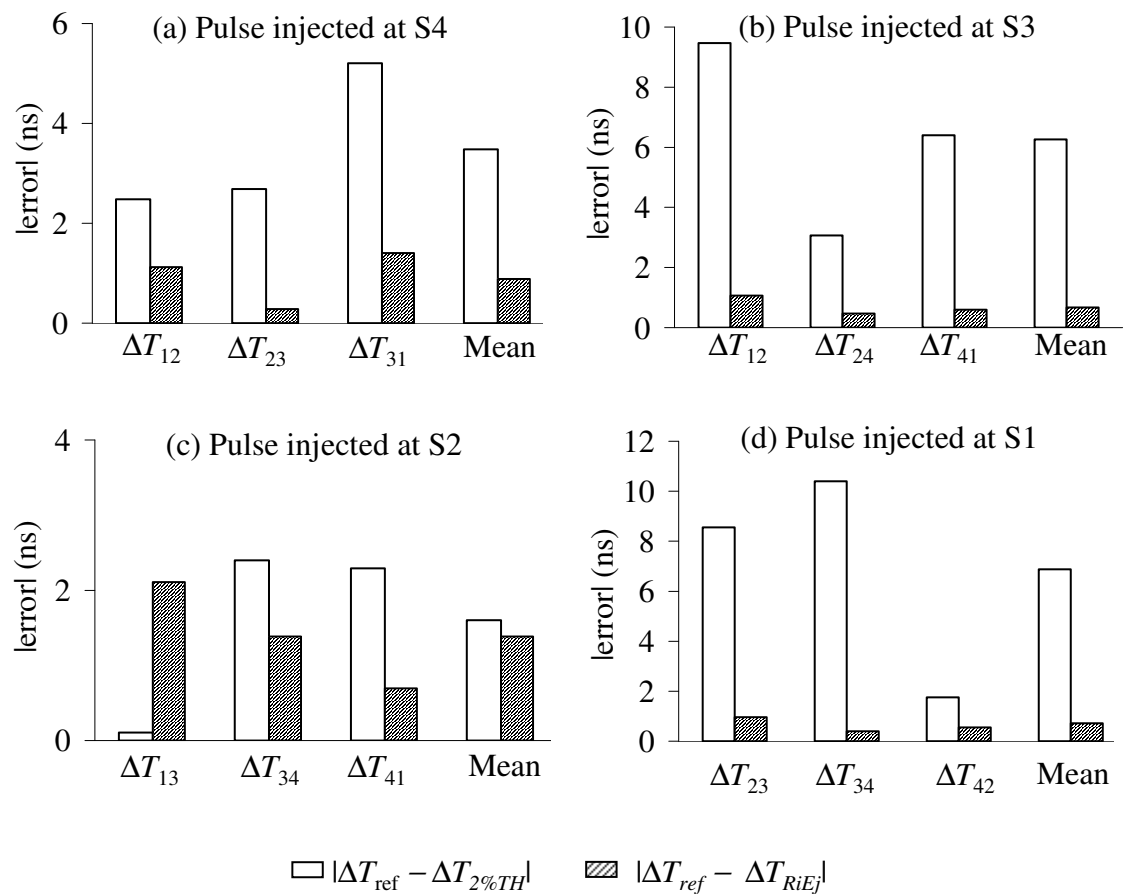 (a) Pulse injected at S4
|error| (ns)
6
4
2
0
ΔT12 ΔT23 ΔT31 Mean
(b) Pulse injected at S3
|error| (ns)
10
8
6
4
2
0
ΔT12 ΔT24 ΔT41 Mean
(c) Pulse injected at S2
|error| (ns)
4
2
0
ΔT13 ΔT34 ΔT41 Mean
(d) Pulse injected at S1
|error| (ns)
12
10
8
6
4
2
0
ΔT23 ΔT34 ΔT42 Mean
|ΔTref − ΔT2%TH| |ΔTref − ΔTRiEj|